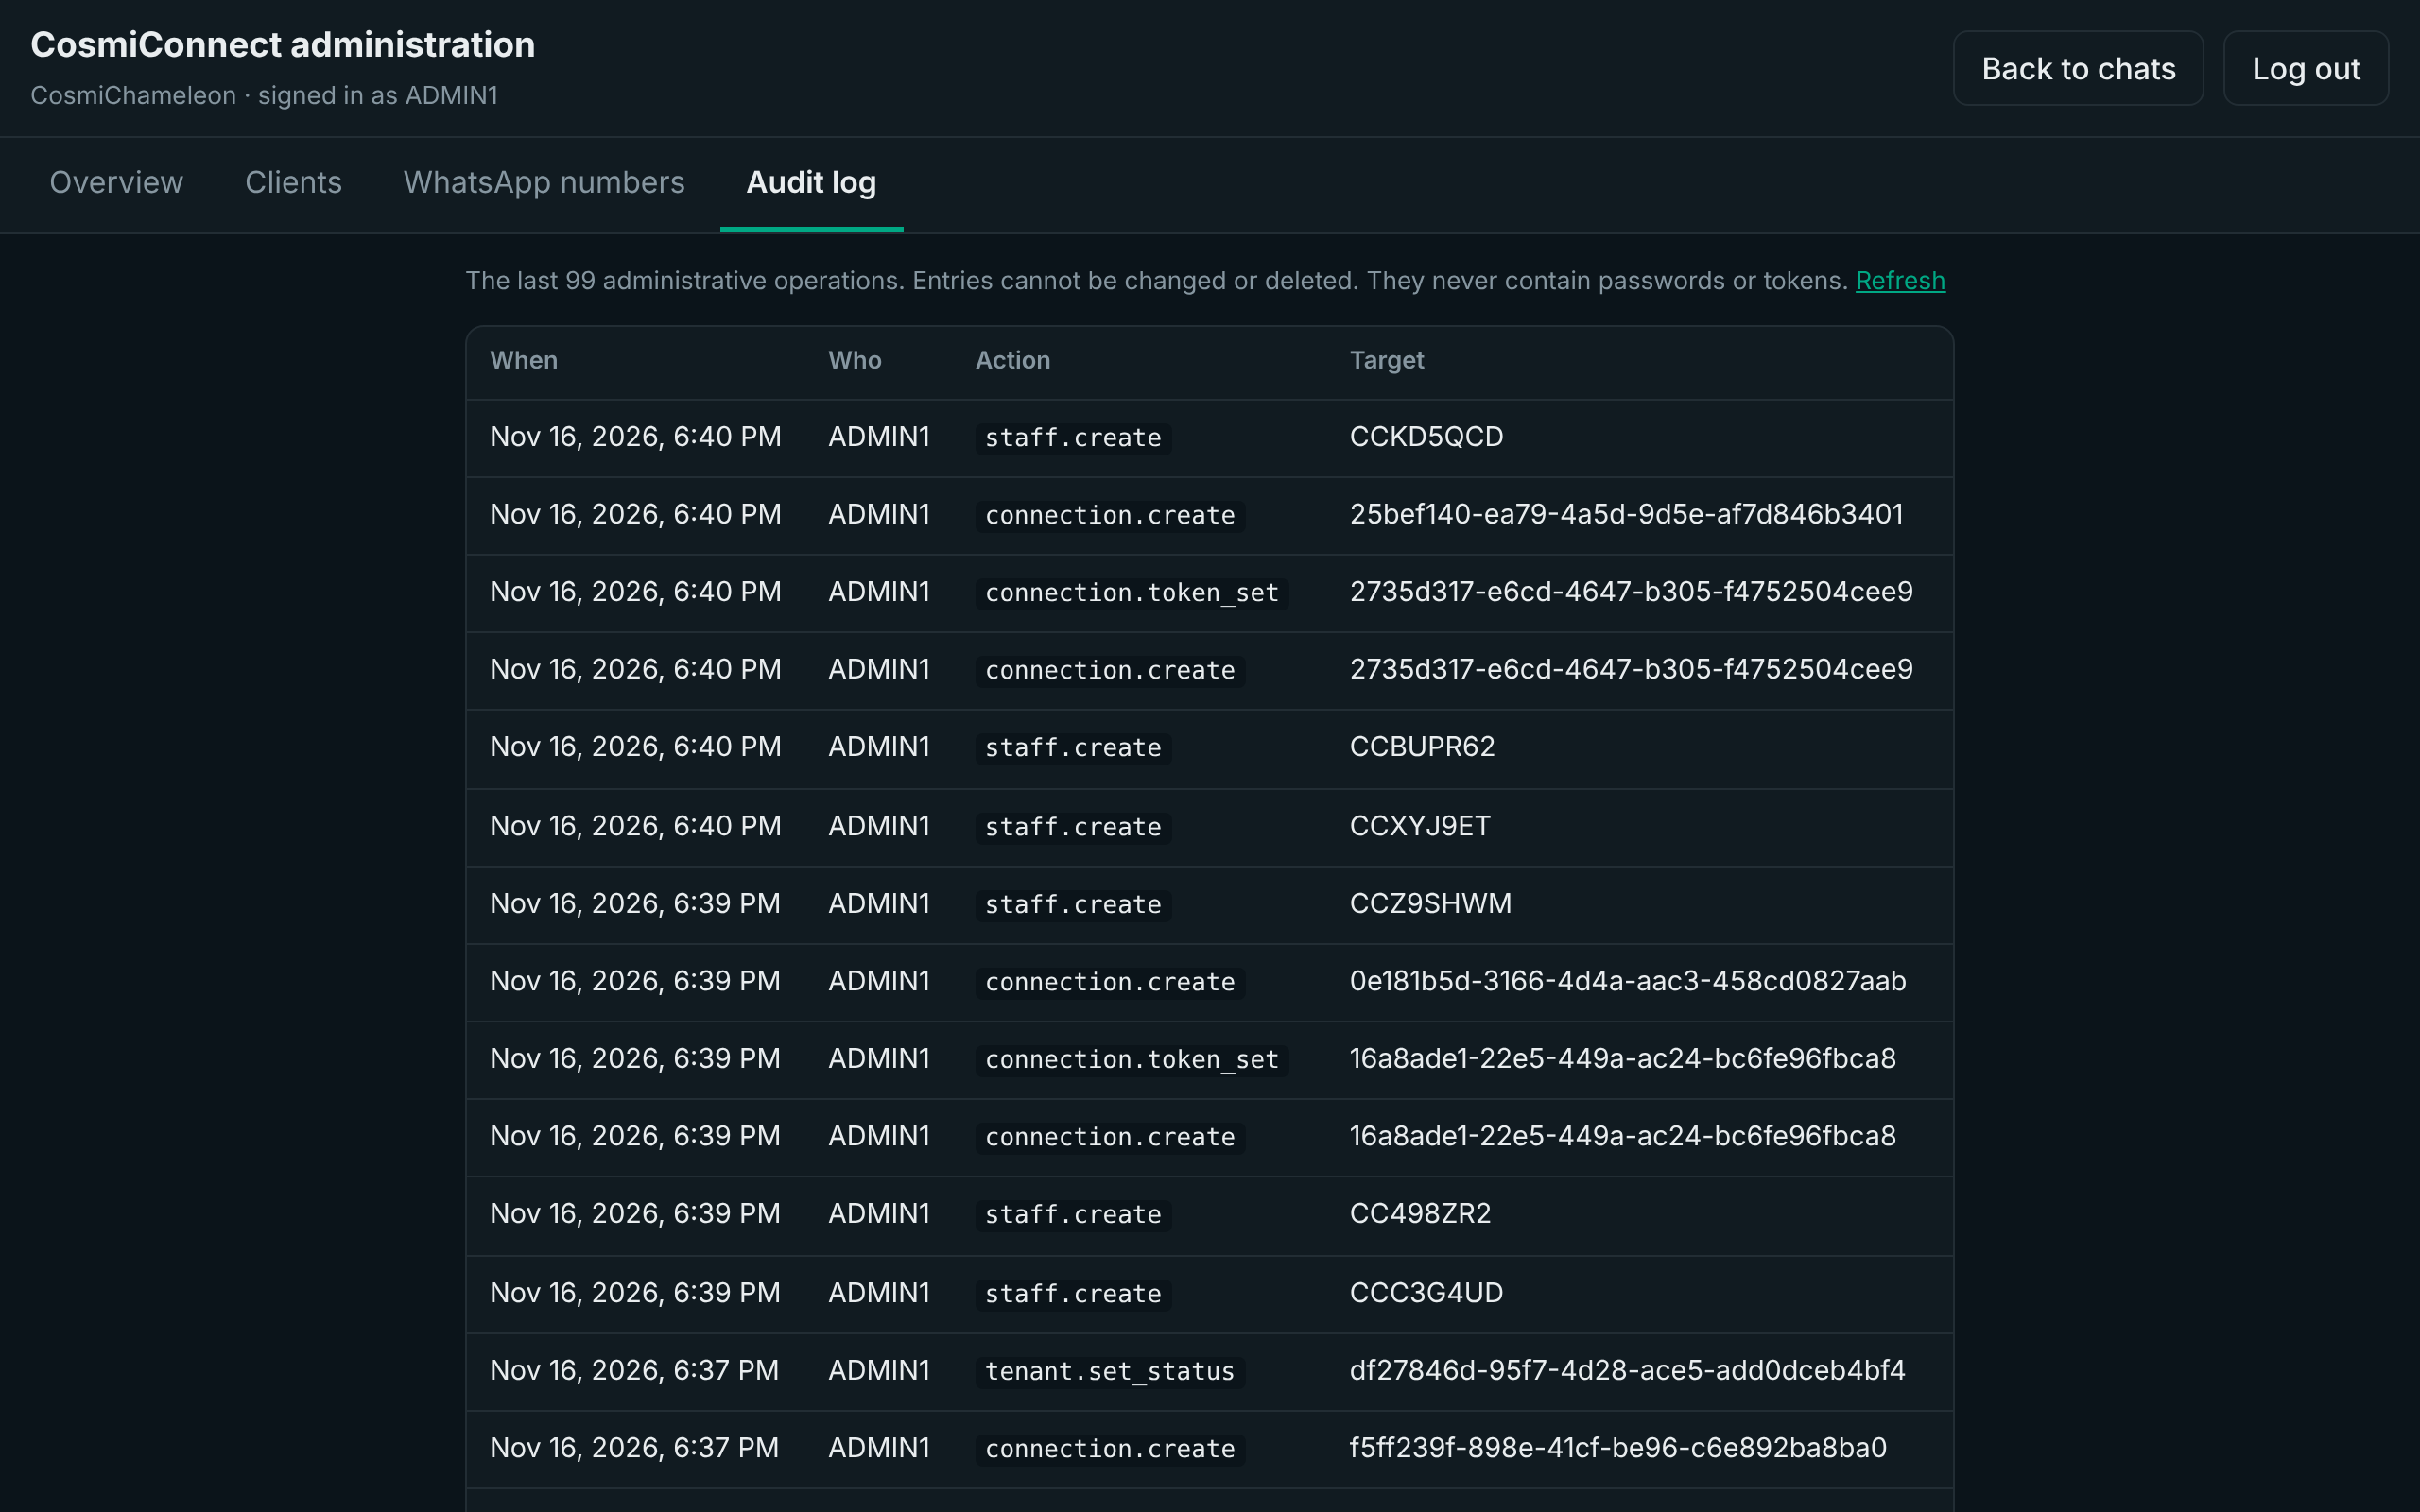 CosmiConnect administration
CosmiChameleon · signed in as ADMIN1
Back to chats
Log out
Overview Clients WhatsApp numbers Audit log
The last 99 administrative operations. Entries cannot be changed or deleted. They never contain passwords or tokens. Refresh
When Who Action Target
Nov 16, 2026, 6:40 PM ADMIN1 staff.create CCKD5QCD
Nov 16, 2026, 6:40 PM ADMIN1 connection.create 25bef140-ea79-4a5d-9d5e-af7d846b3401
Nov 16, 2026, 6:40 PM ADMIN1 connection.token_set 2735d317-e6cd-4647-b305-f4752504cee9
Nov 16, 2026, 6:40 PM ADMIN1 connection.create 2735d317-e6cd-4647-b305-f4752504cee9
Nov 16, 2026, 6:40 PM ADMIN1 staff.create CCBUPR62
Nov 16, 2026, 6:40 PM ADMIN1 staff.create CCXYJ9ET
Nov 16, 2026, 6:39 PM ADMIN1 staff.create CCZ9SHWM
Nov 16, 2026, 6:39 PM ADMIN1 connection.create 0e181b5d-3166-4d4a-aac3-458cd0827aab
Nov 16, 2026, 6:39 PM ADMIN1 connection.token_set 16a8ade1-22e5-449a-ac24-bc6fe96fbca8
Nov 16, 2026, 6:39 PM ADMIN1 connection.create 16a8ade1-22e5-449a-ac24-bc6fe96fbca8
Nov 16, 2026, 6:39 PM ADMIN1 staff.create CC498ZR2
Nov 16, 2026, 6:39 PM ADMIN1 staff.create CCC3G4UD
Nov 16, 2026, 6:37 PM ADMIN1 tenant.set_status df27846d-95f7-4d28-ace5-add0dceb4bf4
Nov 16, 2026, 6:37 PM ADMIN1 connection.create f5ff239f-898e-41cf-be96-c6e892ba8ba0